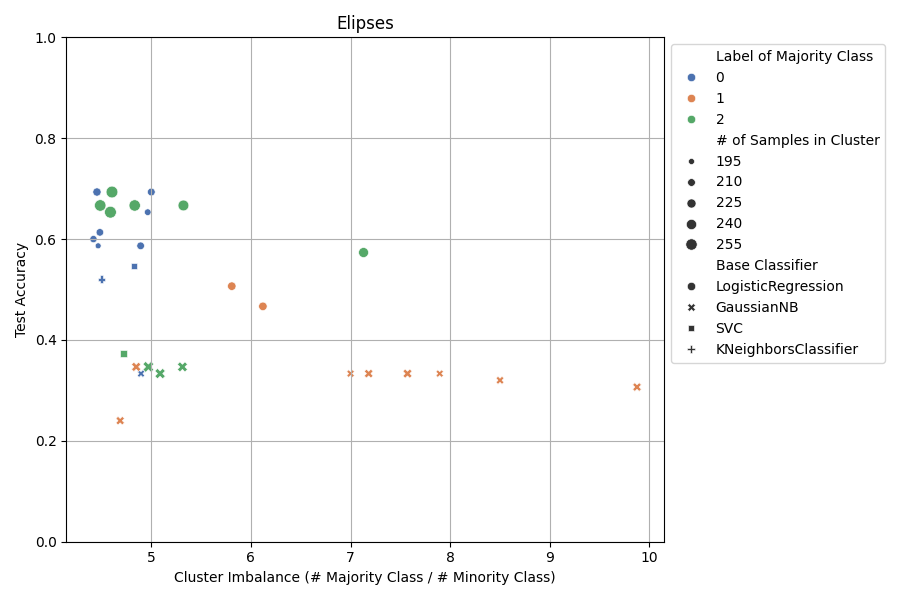 Elipses
1.0
0.8
0.6
0.4
0.2
0.0
Test Accuracy
5 6 7 8 9 10
Cluster Imbalance (# Majority Class / # Minority Class)
Label of Majority Class
0
1
2
# of Samples in Cluster
195
210
225
240
255
Base Classifier
LogisticRegression
GaussianNB
SVC
KNeighborsClassifier